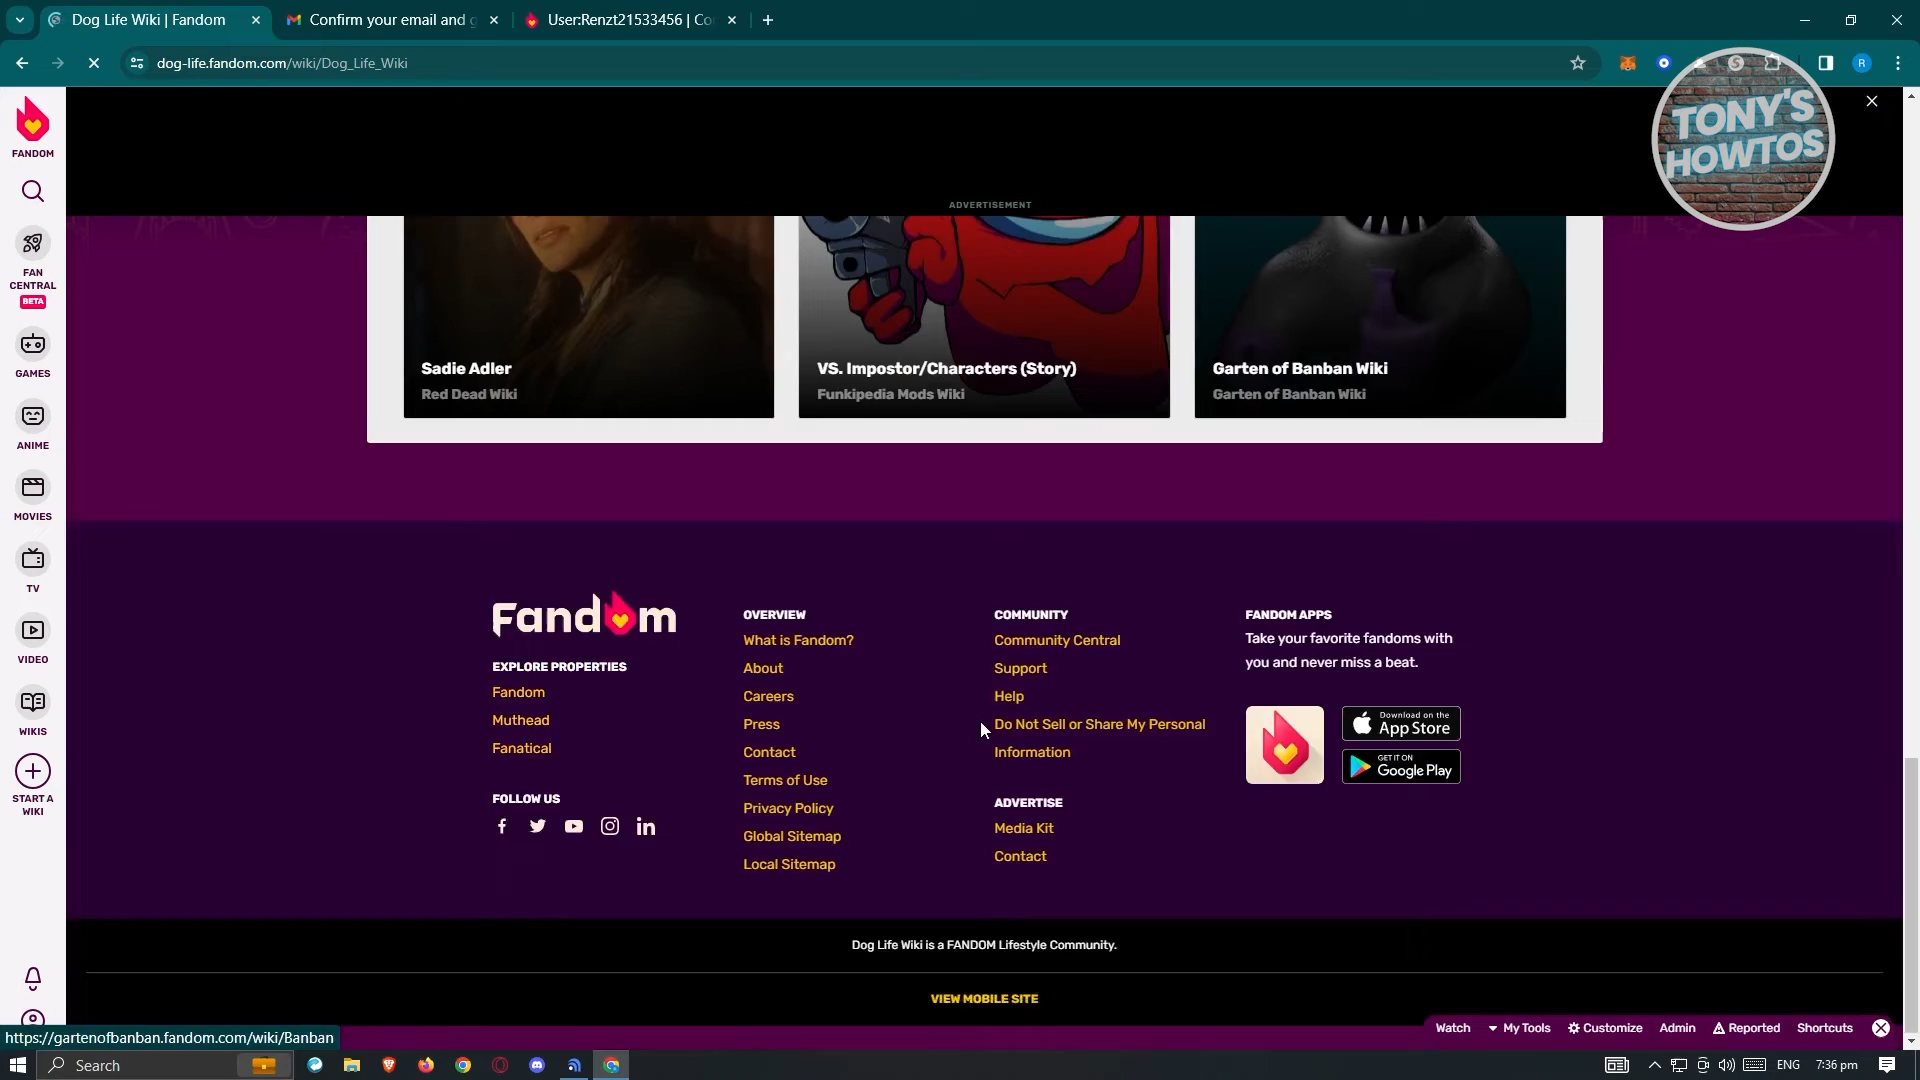 Dog Life Wiki | Fandom
Confirm your email and g
User:Renzt21533456 | Co
dog-life.fandom.com/wiki/Dog_Life_Wiki
R
TONY'S
HOWTOS
FANDOM
FAN
CENTRAL
BETA
GAMES
ANIME
MOVIES
TV
VIDEO
WIKIS
START A
WIKI
ADVERTISEMENT
Sadie Adler
Red Dead Wiki
VS. Impostor/Characters (Story)
Funkipedia Mods Wiki
Garten of Banban Wiki
Garten of Banban Wiki
Fandom
EXPLORE PROPERTIES
Fandom
Muthead
Fanatical
FOLLOW US
OVERVIEW
What is Fandom?
About
Careers
Press
Contact
Terms of Use
Privacy Policy
Global Sitemap
Local Sitemap
COMMUNITY
Community Central
Support
Help
Do Not Sell or Share My Personal
Information
ADVERTISE
Media Kit
Contact
FANDOM APPS
Take your favorite fandoms with
you and never miss a beat.
Download on the
App Store
GET IT ON
Google Play
Dog Life Wiki is a FANDOM Lifestyle Community.
VIEW MOBILE SITE
Watch
My Tools
Customize
Admin
Reported
Shortcuts
https://gartenofbanban.fandom.com/wiki/Banban
Search
ENG
7:36 pm